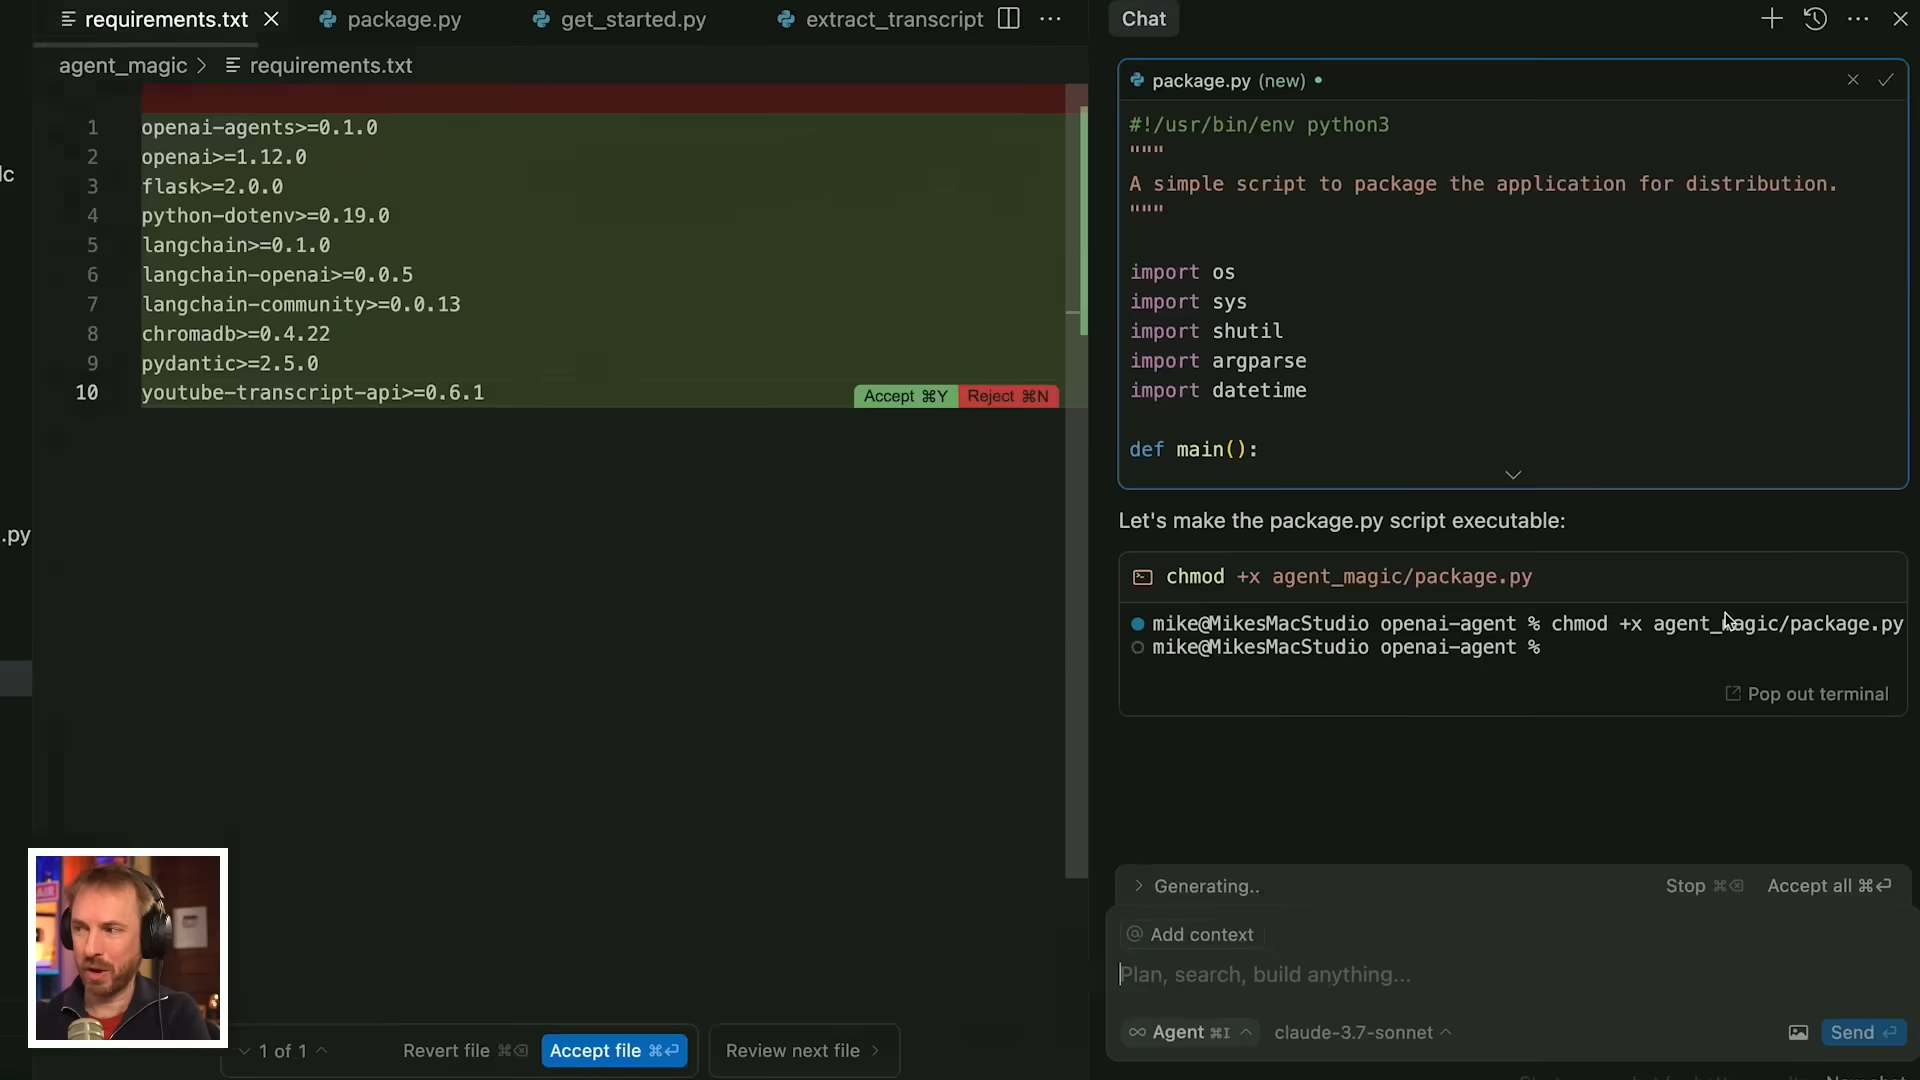 requirements.txt
package.py
get_started.py
extract_transcript
agent_magic > requirements.txt
lc
.py
1 openai-agents>=0.1.0
2 openai>=1.12.0
3 flask>=2.0.0
4 python-dotenv>=0.19.0
5 langchain>=0.1.0
6 langchain-openai>=0.0.5
7 langchain-community>=0.0.13
8 chromadb>=0.4.22
9 pydantic>=2.5.0
10 youtube-transcript-api>=0.6.1
Accept ⌘Y Reject ⌘N
1 of 1
Revert file ⌘⌫
Accept file ⌘⏎
Review next file >
Chat
package.py (new) •
#!/usr/bin/env python3
"""
A simple script to package the application for distribution.
"""
import os
import sys
import shutil
import argparse
import datetime
def main():
Let's make the package.py script executable:
chmod +x agent_magic/package.py
mike@MikesMacStudio openai-agent % chmod +x agent_magic/package.py
mike@MikesMacStudio openai-agent %
Pop out terminal
> Generating..
Stop ⌘⌫ Accept all ⌘⏎
@ Add context
Plan, search, build anything...
∞ Agent ⌘I
claude-3.7-sonnet
Send ⏎